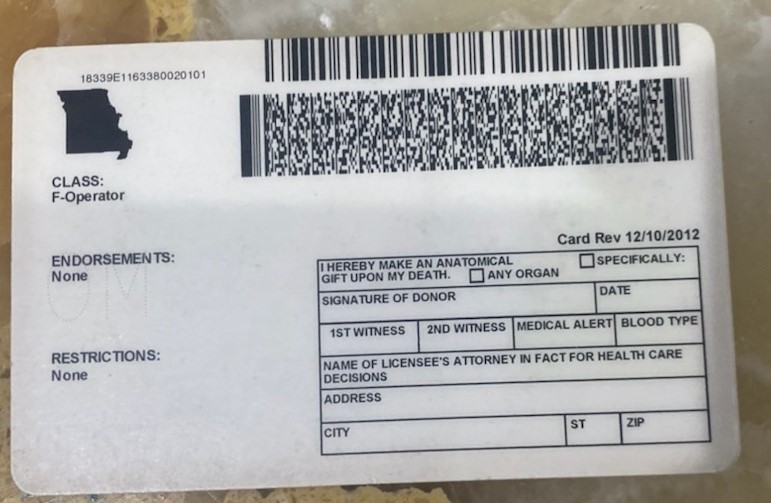 18339E1163380020101
CLASS:
F-Operator
ENDORSEMENTS:
None
RESTRICTIONS:
None
Card Rev 12/10/2012
I HEREBY MAKE AN ANATOMICAL
GIFT UPON MY DEATH. ANY ORGAN SPECIFICALLY:
SIGNATURE OF DONOR DATE
1ST WITNESS 2ND WITNESS MEDICAL ALERT BLOOD TYPE
NAME OF LICENSEE'S ATTORNEY IN FACT FOR HEALTH CARE
DECISIONS
ADDRESS
CITY ST ZIP